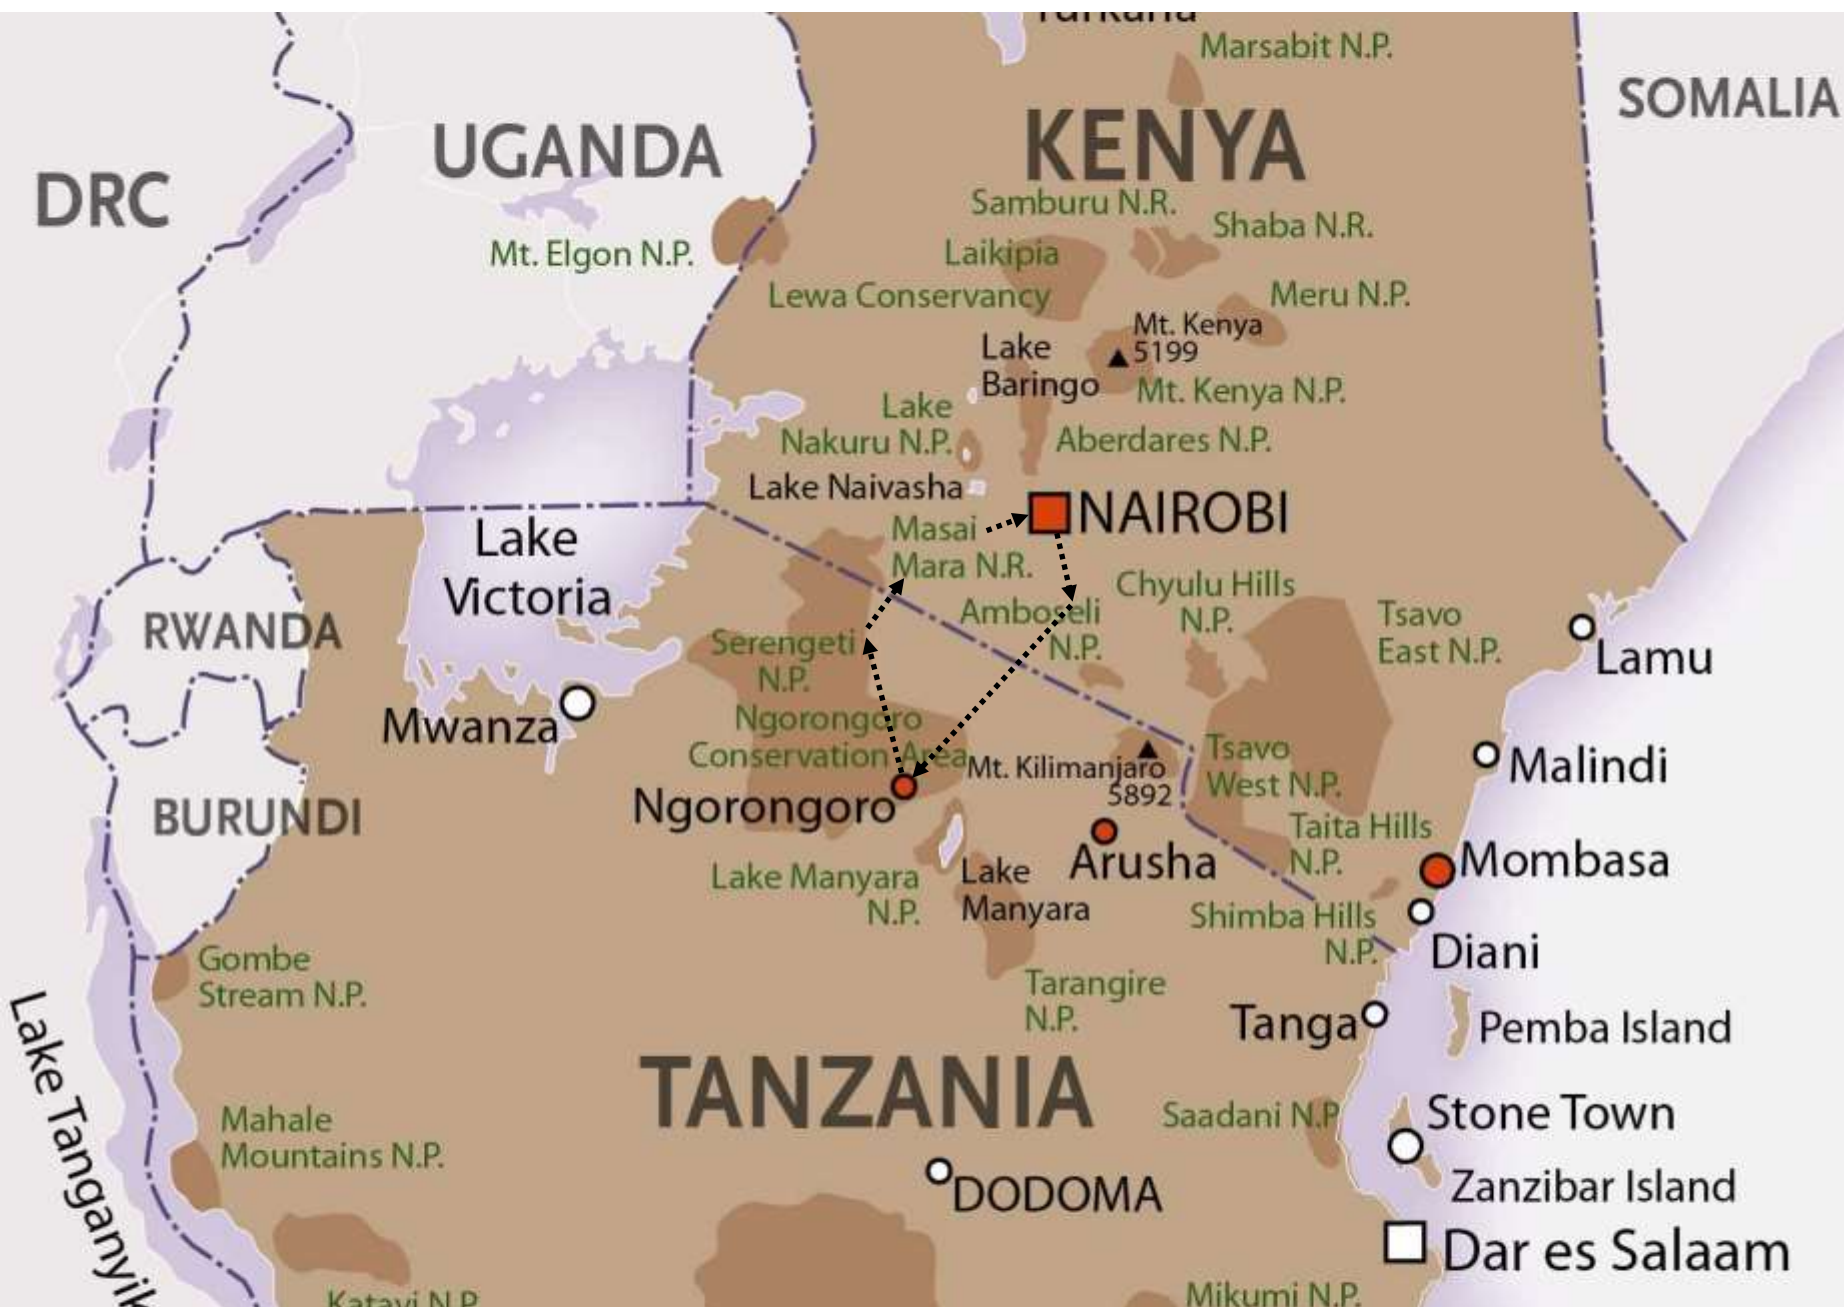 Turkana
Marsabit N.P.
SOMALIA
KENYA
UGANDA
DRC
Samburu N.R.
Shaba N.R.
Mt. Elgon N.P.
Laikipia
Lewa Conservancy
Meru N.P.
Mt. Kenya
5199
Lake
Baringo
Mt. Kenya N.P.
Lake
Nakuru N.P.
Aberdares N.P.
Lake Naivasha
NAIROBI
Masai
Mara N.R.
Lake
Victoria
Chyulu Hills
N.P.
Amboseli
N.P.
Tsavo
East N.P.
RWANDA
Serengeti
N.P.
Lamu
Mwanza
Ngorongoro
Conservation Area
Mt. Kilimanjaro
5892
Tsavo
West N.P.
Malindi
Ngorongoro
BURUNDI
Taita Hills
N.P.
Arusha
Mombasa
Lake Manyara
N.P.
Lake
Manyara
Shimba Hills
N.P.
Diani
Gombe
Stream N.P.
Tarangire
N.P.
Tanga
Pemba Island
TANZANIA
Mahale
Mountains N.P.
Saadani N.P
Stone Town
DODOMA
Zanzibar Island
Dar es Salaam
Lake Tanganyik
Katavi N.P.
Mikumi N.P.